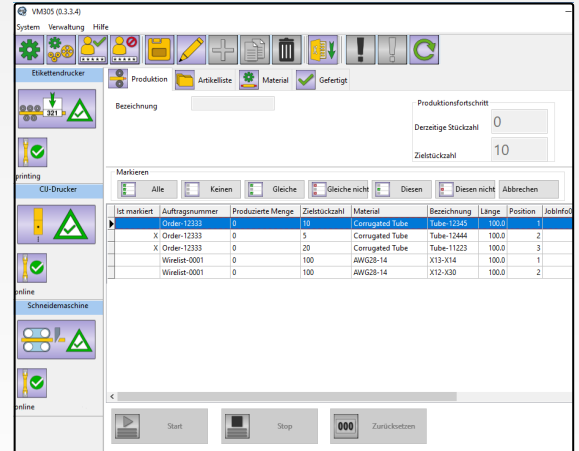 VM305 (0.3.3.4)
System Verwaltung Hilfe
Etikettendrucker
321
printing
CU-Drucker
online
Schneidemaschine
online
Produktion Artikelliste Material Gefertigt
Bezeichnung
Produktionsfortschritt
Derzeitige Stückzahl 0
Zielstückzahl 10
Markieren
Alle Keinen Gleiche Gleiche nicht Diesen Diesen nicht Abbrechen
Ist markiert Auftragsnummer Produzierte Menge Zielstückzahl Material Bezeichnung Länge Position JobInfo0
Order-12333 0 10 Corrugated Tube Tube-12345 100.0 1
X Order-12333 0 5 Corrugated Tube Tube-12444 100.0 2
X Order-12333 0 20 Corrugated Tube Tube-11223 100.0 3
Wirelist-0001 0 100 AWG28-14 X13-X14 100.0 1
Wirelist-0001 0 100 AWG28-14 X12-X30 100.0 2
Start Stop 000 Zurücksetzen